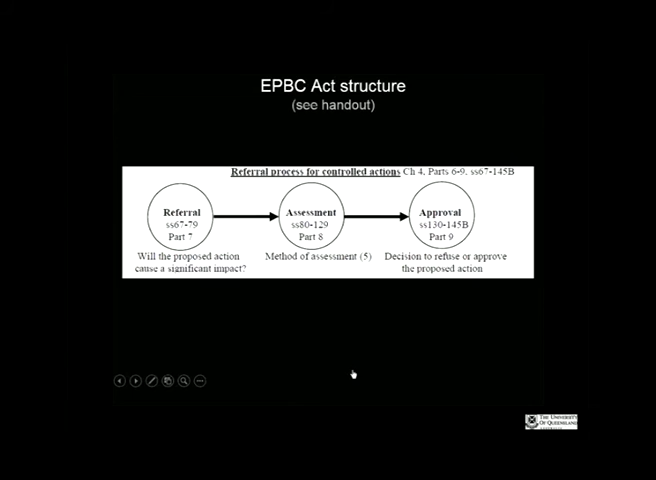 EPBC Act structure
(see handout)
Referral process for controlled actions Ch 4, Parts 6-9, ss67-145B
Referral
ss67-79
Part 7
Assessment
ss80-129
Part 8
Approval
ss130-145B
Part 9
Will the proposed action
cause a significant impact?
Method of assessment (5)
Decision to refuse or approve
the proposed action
THE UNIVERSITY
OF QUEENSLAND